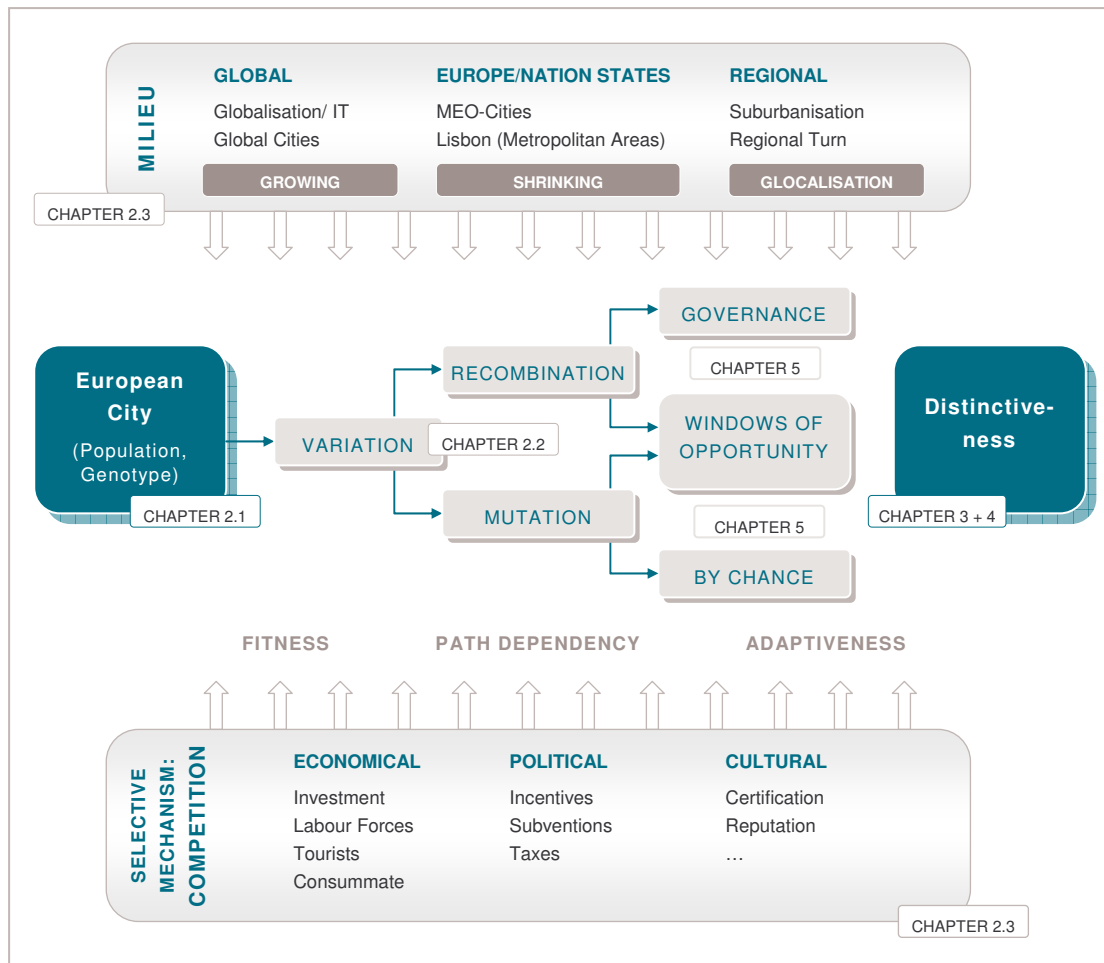 MILIEU
GLOBAL
Globalisation/ IT
Global Cities
GROWING
EUROPE/NATION STATES
MEO-Cities
Lisbon (Metropolitan Areas)
SHRINKING
REGIONAL
Suburbanisation
Regional Turn
GLOCALISATION
CHAPTER 2.3
European
City
(Population,
Genotype)
CHAPTER 2.1
VARIATION
CHAPTER 2.2
RECOMBINATION
MUTATION
GOVERNANCE
CHAPTER 5
WINDOWS OF
OPPORTUNITY
CHAPTER 5
BY CHANCE
Distinctive-
ness
CHAPTER 3 + 4
FITNESS
PATH DEPENDENCY
ADAPTIVENESS
SELECTIVE
MECHANISM:
COMPETITION
ECONOMICAL
Investment
Labour Forces
Tourists
Consummate
POLITICAL
Incentives
Subventions
Taxes
CULTURAL
Certification
Reputation
…
CHAPTER 2.3